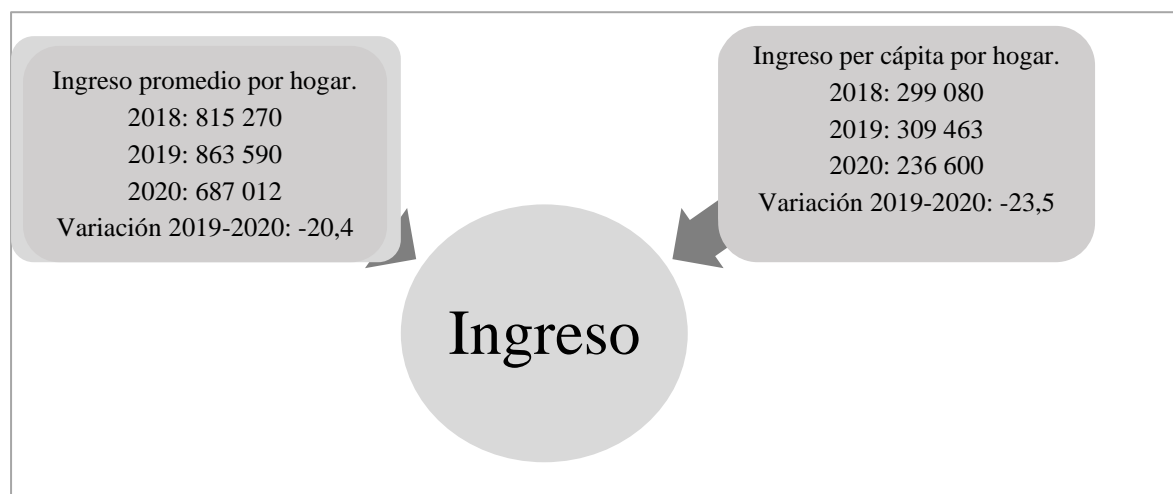 Ingreso promedio por hogar.
2018: 815 270
2019: 863 590
2020: 687 012
Variación 2019-2020: -20,4
Ingreso per cápita por hogar.
2018: 299 080
2019: 309 463
2020: 236 600
Variación 2019-2020: -23,5
Ingreso